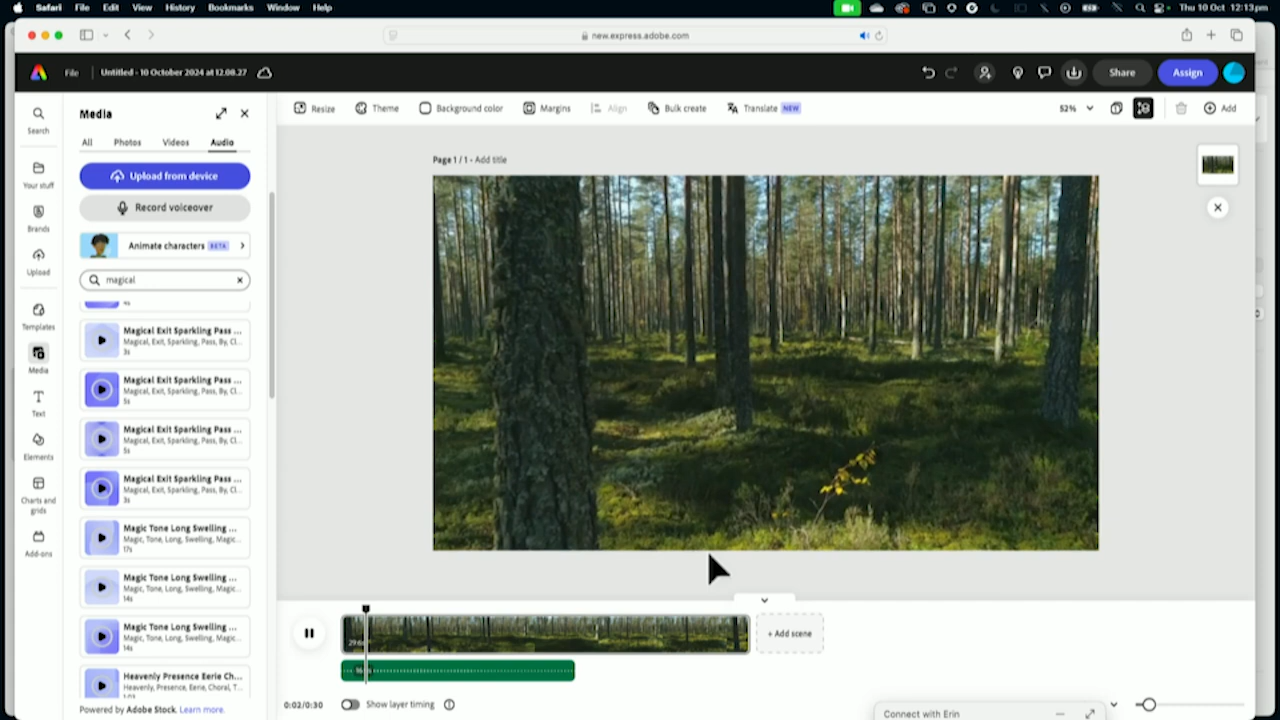 Safari File Edit View History Bookmarks Window Help Thu 10 Oct 12:13pm
new.express.adobe.com
File Untitled - 10 October 2024 at 12.08.27 Share Assign
Media
Resize Theme Background color Margins Align Bulk create Translate NEW 52% Add
Search
All Photos Videos Audio
Upload from device
Record voiceover
Animate characters BETA
magical
Your stuff
Brands
Upload
Templates
Media
Text
Elements
Charts and grids
Add-ons
4s
Magical Exit Sparkling Pass ...
Magical, Exit, Sparkling, Pass, By, Cl...
3s
Magical Exit Sparkling Pass ...
Magical, Exit, Sparkling, Pass, By, Cl...
5s
Magical Exit Sparkling Pass ...
Magical, Exit, Sparkling, Pass, By, Cl...
5s
Magical Exit Sparkling Pass ...
Magical, Exit, Sparkling, Pass, By, Cl...
3s
Magic Tone Long Swelling ...
Magic, Tone, Long, Swelling, Magic...
17s
Magic Tone Long Swelling ...
Magic, Tone, Long, Swelling, Magic...
14s
Magic Tone Long Swelling ...
Magic, Tone, Long, Swelling, Magic...
14s
Heavenly Presence Eerie Ch...
Heavenly, Presence, Eerie, Choral, T...
Powered by Adobe Stock. Learn more.
Page 1 / 1 - Add title
+ Add scene
0:02/0:30 Show layer timing
Connect with Erin